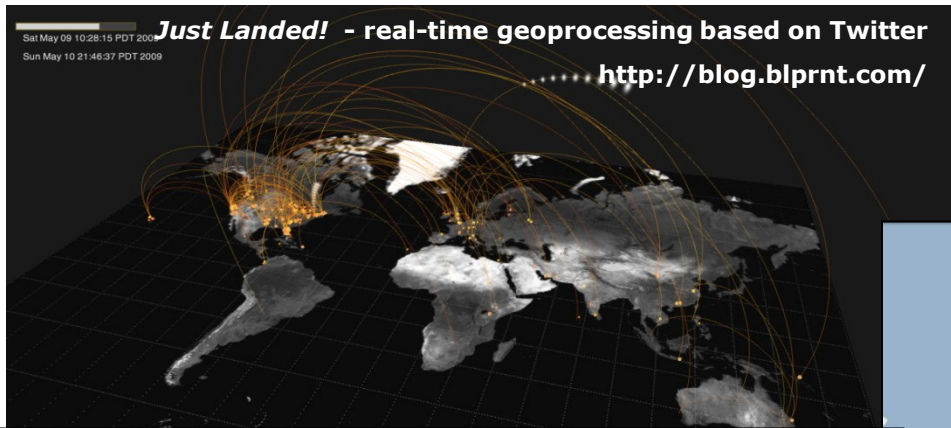 Just Landed! - real-time geoprocessing based on Twitter
http://blog.blprnt.com/
Sat May 09 10:28:15 PDT 200
Sun May 10 21:46:37 PDT 2009